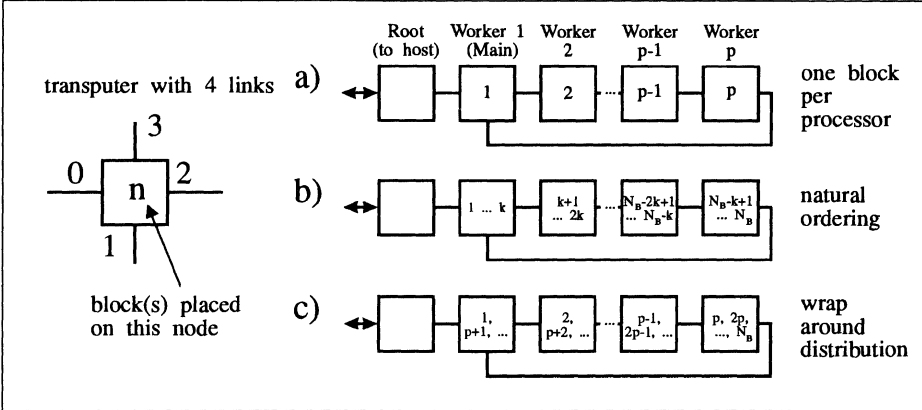 Root Worker 1 Worker Worker Worker
(to host) (Main) 2 p-1 p
transputer with 4 links
a)
1 2 ... p-1 p
one block
per
processor
3
0 n 2
1
block(s) placed
on this node
b)
1 ... k
k+1
... 2k
...
N_B-2k+1
... N_B-k
N_B-k+1
... N_B
natural
ordering
c)
1,
p+1, ...
2,
p+2, ...
...
p-1,
2p-1, ...
p, 2p,
..., N_B
wrap
around
distribution